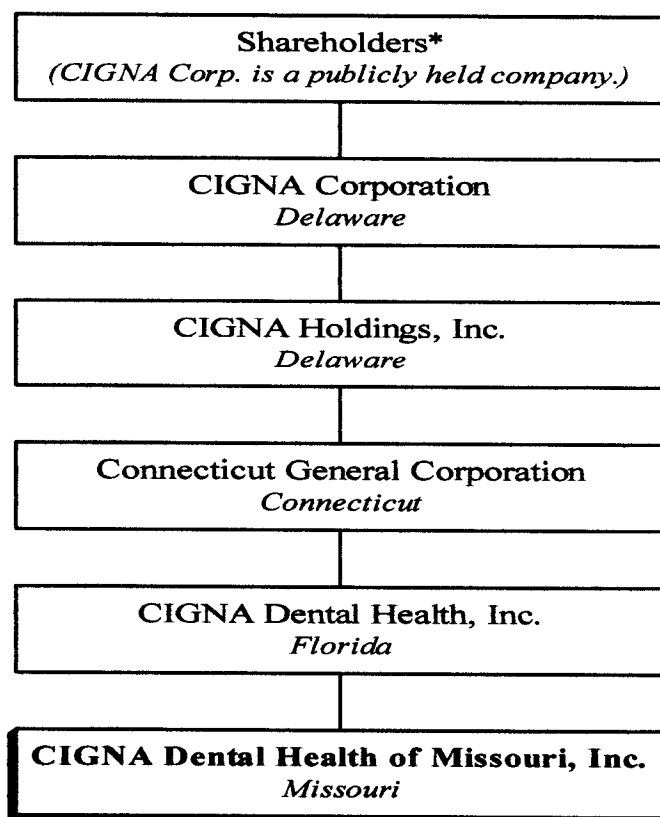 Shareholders*
(CIGNA Corp. is a publicly held company.)
CIGNA Corporation
Delaware
CIGNA Holdings, Inc.
Delaware
Connecticut General Corporation
Connecticut
CIGNA Dental Health, Inc.
Florida
CIGNA Dental Health of Missouri, Inc.
Missouri